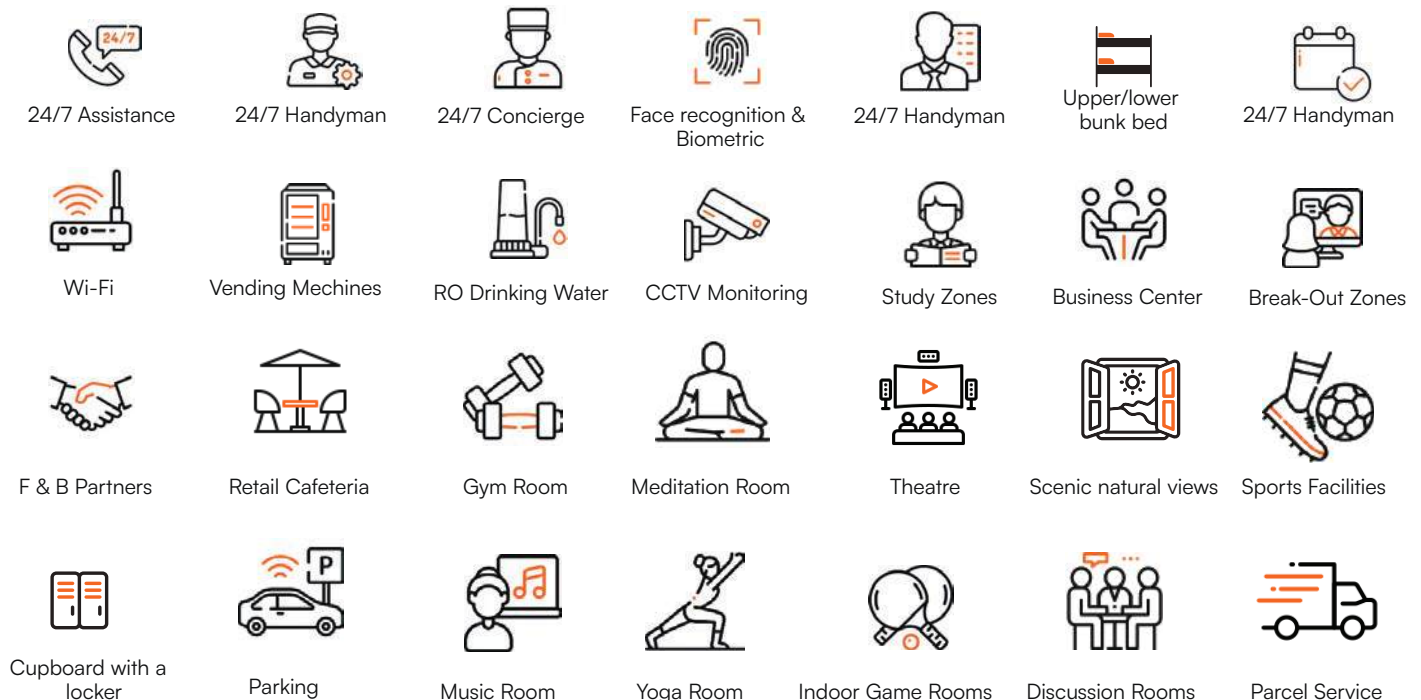 24/7
24/7 Assistance
24/7 Handyman
24/7 Concierge
Face recognition &
Biometric
24/7 Handyman
Upper/lower
bunk bed
24/7 Handyman
Wi-Fi
Vending Mechines
RO Drinking Water
CCTV Monitoring
Study Zones
Business Center
Break-Out Zones
F & B Partners
Retail Cafeteria
Gym Room
Meditation Room
Theatre
Scenic natural views
Sports Facilities
Cupboard with a
locker
P
Parking
Music Room
Yoga Room
Indoor Game Rooms
Discussion Rooms
Parcel Service